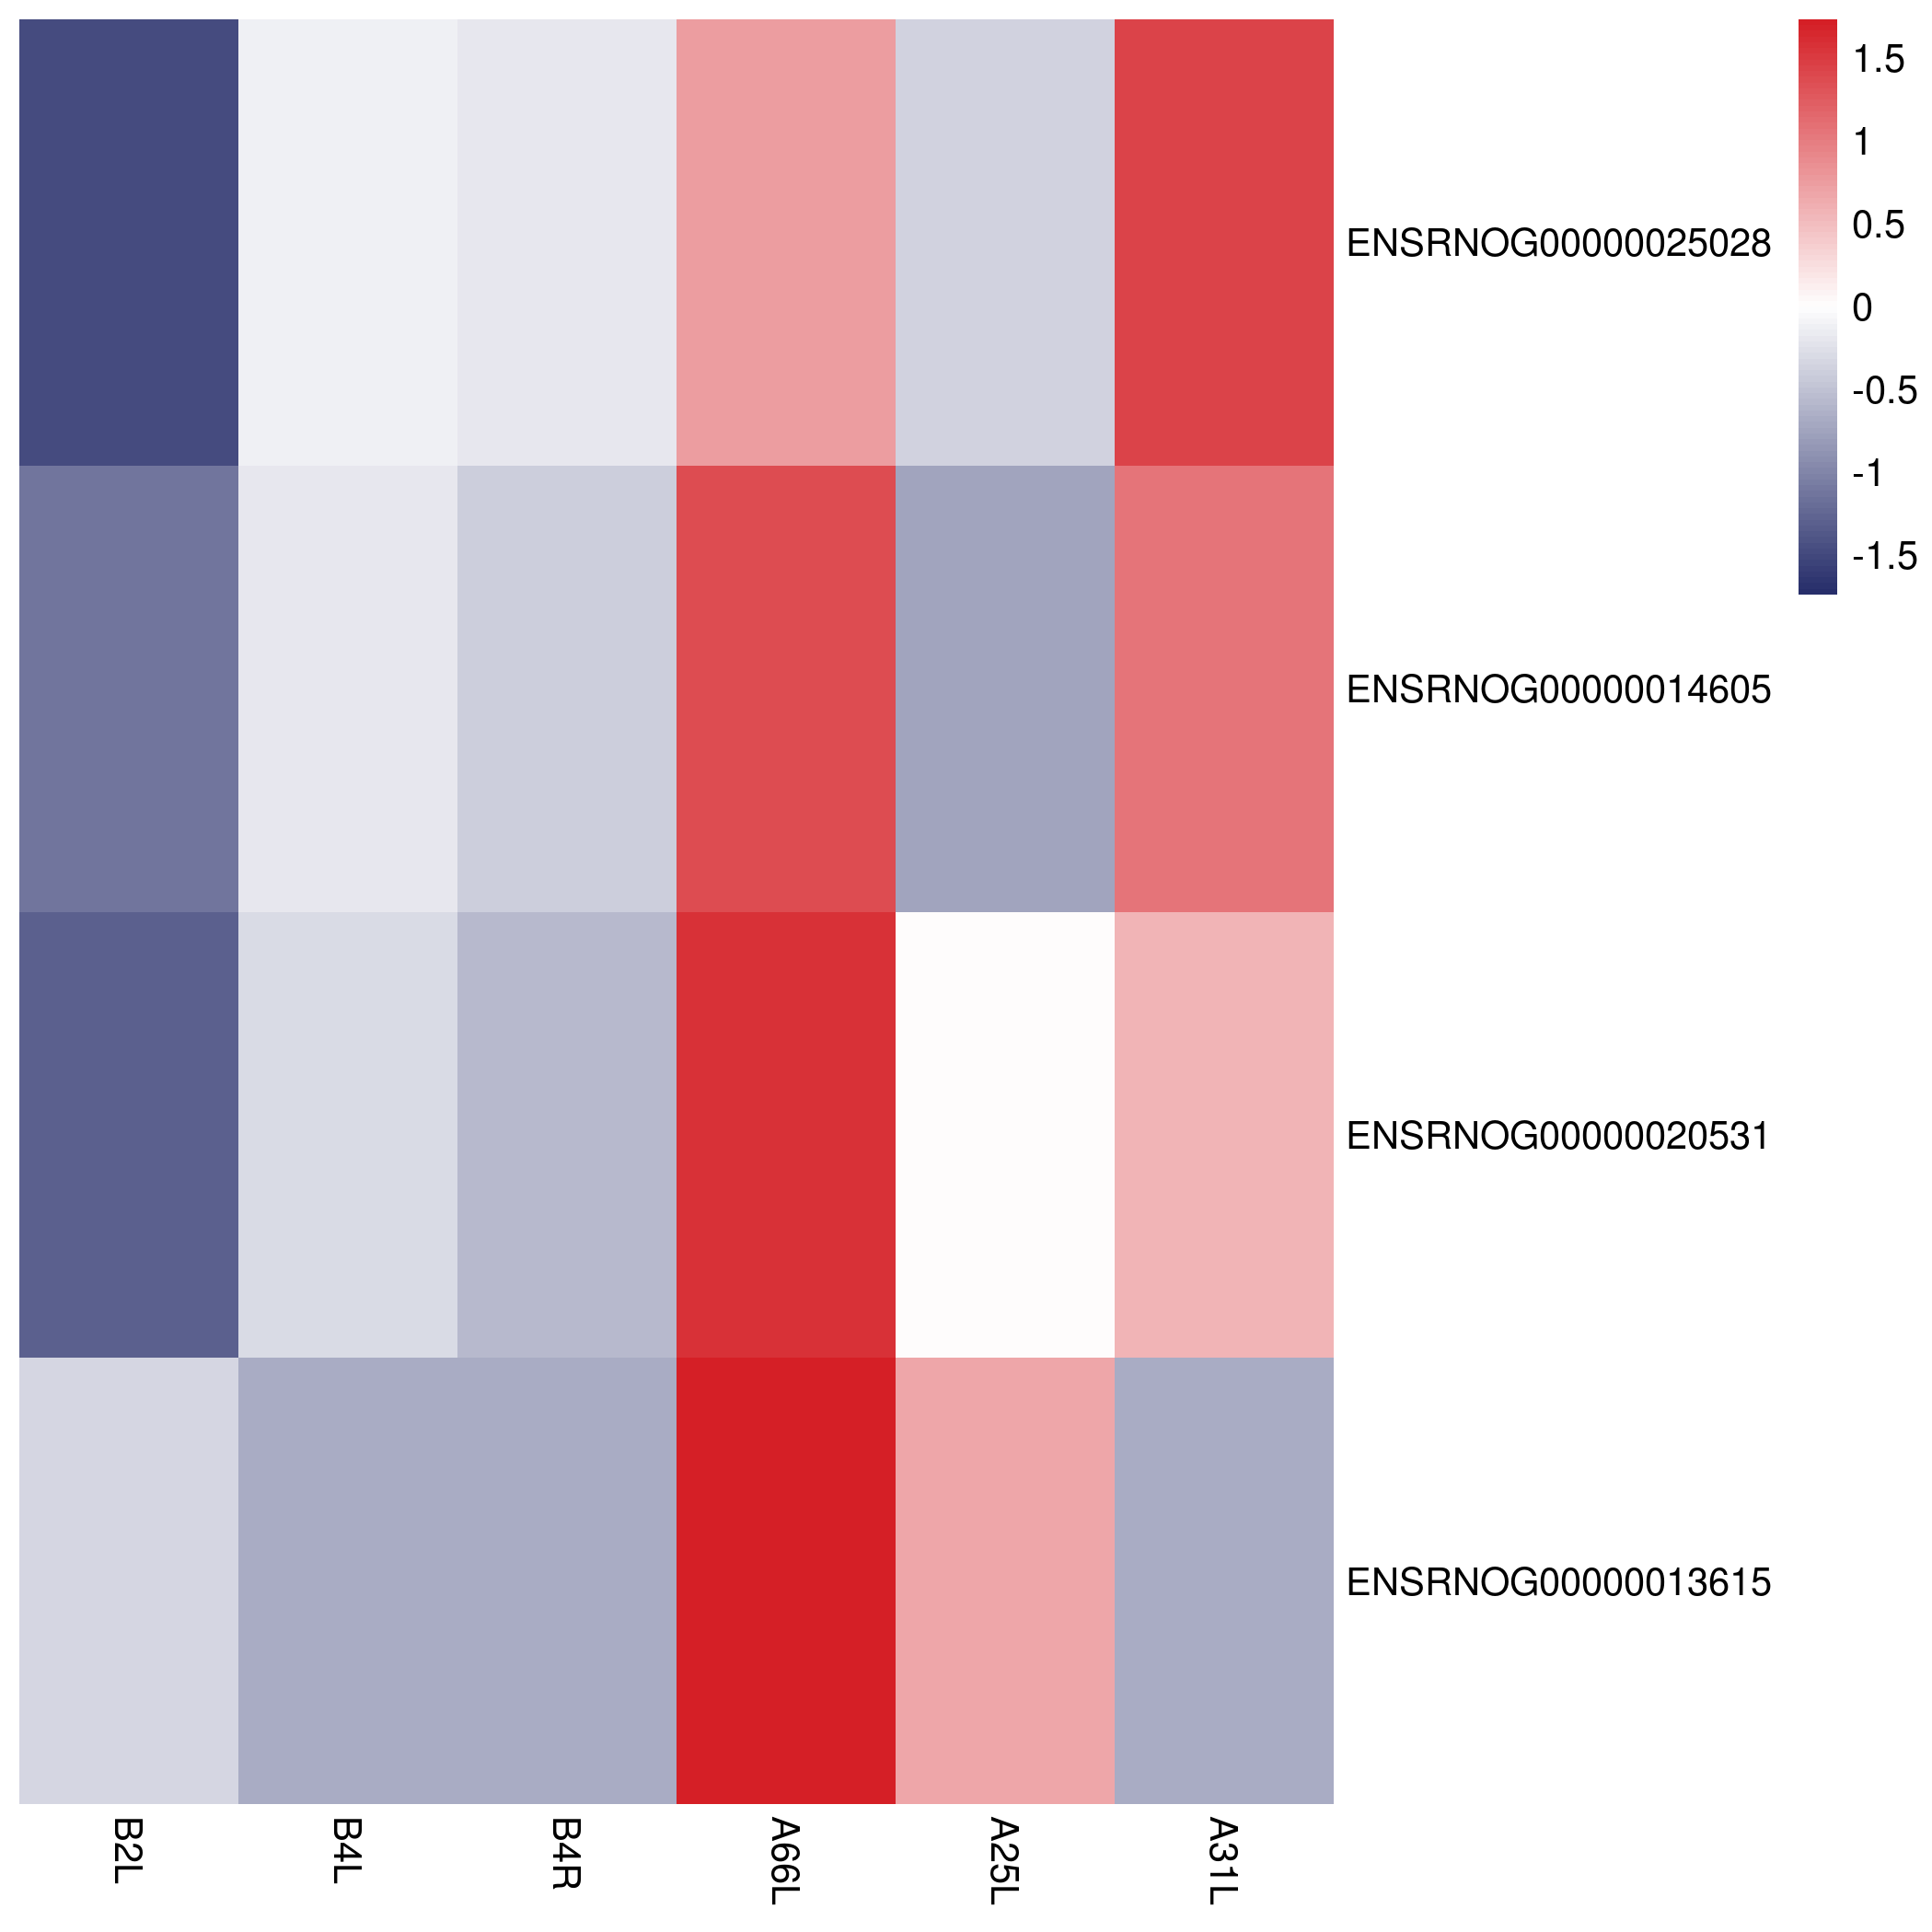 1.5
1
0.5
0
-0.5
-1
-1.5
ENSRNOG00000025028
ENSRNOG00000014605
ENSRNOG00000020531
ENSRNOG00000013615
B2L
B4L
B4R
A66L
A25L
A31L